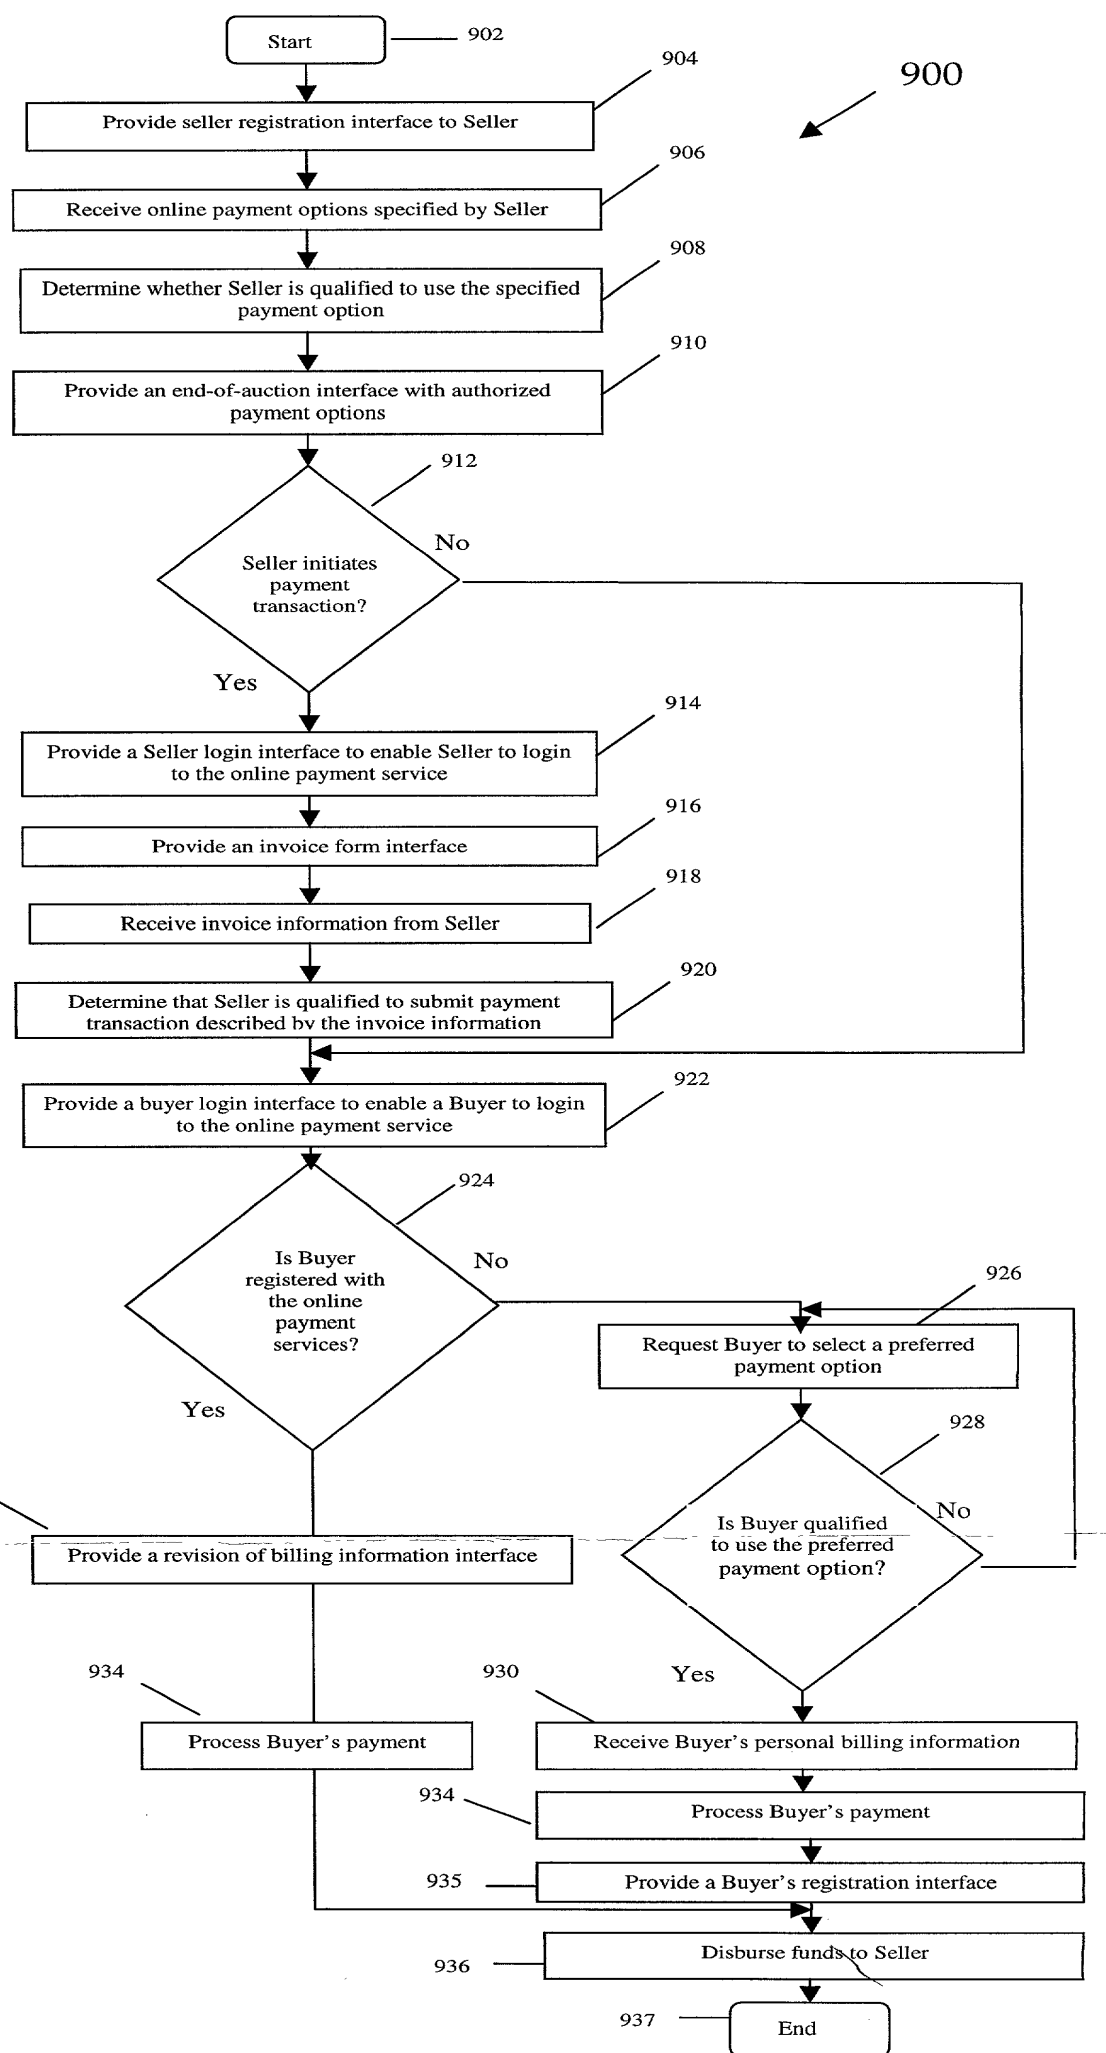 Start
902
904
900
Provide seller registration interface to Seller
906
Receive online payment options specified by Seller
908
Determine whether Seller is qualified to use the specified
payment option
910
Provide an end-of-auction interface with authorized
payment options
912
No
Seller initiates
payment
transaction?
Yes
914
Provide a Seller login interface to enable Seller to login
to the online payment service
916
Provide an invoice form interface
918
Receive invoice information from Seller
920
Determine that Seller is qualified to submit payment
transaction described by the invoice information
922
Provide a buyer login interface to enable a Buyer to login
to the online payment service
924
Is Buyer
registered with
the online
payment
services?
No
Yes
926
Request Buyer to select a preferred
payment option
928
No
Is Buyer qualified
to use the preferred
payment option?
Yes
Provide a revision of billing information interface
934
Process Buyer's payment
930
Receive Buyer's personal billing information
934
Process Buyer's payment
935
Provide a Buyer's registration interface
936
Disburse funds to Seller
937
End